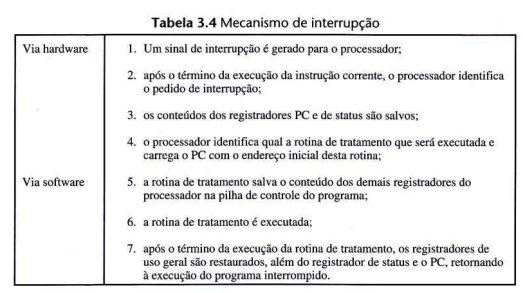 Tabela 3.4 Mecanismo de interrupção
Via hardware
1. Um sinal de interrupção é gerado para o processador;
2. após o término da execução da instrução corrente, o processador identifica
o pedido de interrupção;
3. os conteúdos dos registradores PC e de status são salvos;
4. o processador identifica qual a rotina de tratamento que será executada e
carrega o PC com o endereço inicial desta rotina;
Via software
5. a rotina de tratamento salva o conteúdo dos demais registradores do
processador na pilha de controle do programa;
6. a rotina de tratamento é executada;
7. após o término da execução da rotina de tratamento, os registradores de
uso geral são restaurados, além do registrador de status e o PC, retornando
à execução do programa interrompido.